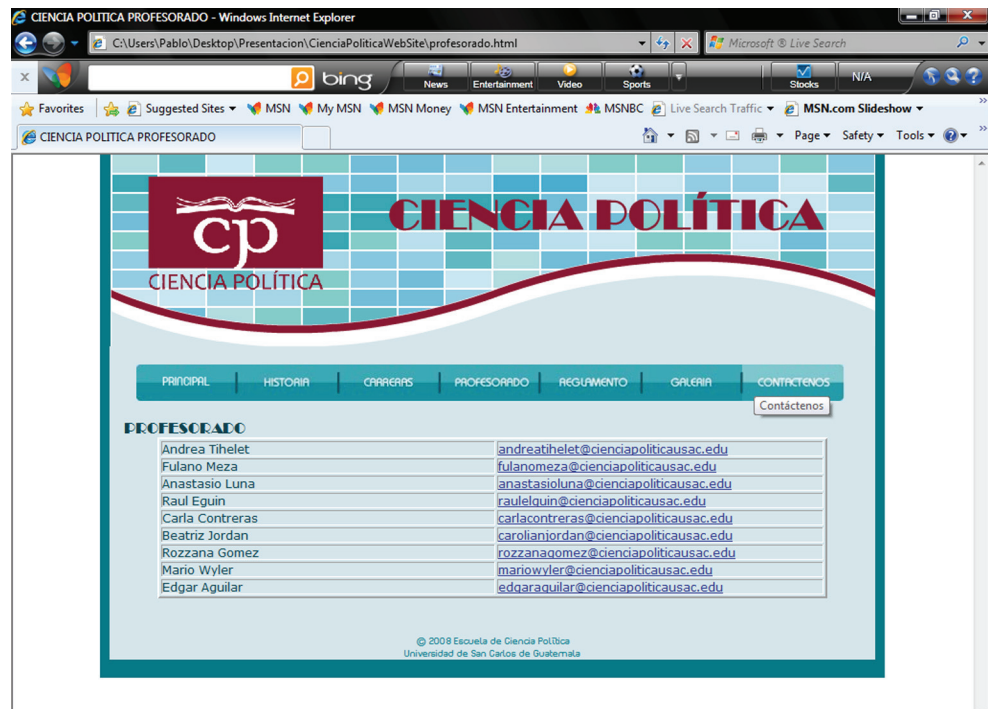 CIENCIA POLITICA PROFESORADO - Windows Internet Explorer
C:\Users\Pablo\Desktop\Presentacion\CienciaPoliticaWebSite\profesorado.html Microsoft ® Live Search
bing News Entertainment Video Sports Stocks N/A
Favorites Suggested Sites MSN My MSN MSN Money MSN Entertainment MSNBC Live Search Traffic MSN.com Slideshow
CIENCIA POLITICA PROFESORADO Page Safety Tools
cp
CIENCIA POLÍTICA
CIENCIA POLÍTICA
PRINCIPAL HISTORIA CARRERAS PROFESORADO REGLAMENTO GALERIA CONTACTENOS
Contáctenos
PROFESORADO
Andrea Tihelet andreatihelet@cienciapoliticausac.edu
Fulano Meza fulanomeza@cienciapoliticausac.edu
Anastasio Luna anastasioluna@cienciapoliticausac.edu
Raul Eguin raulelguin@cienciapoliticausac.edu
Carla Contreras carlacontreras@cienciapoliticausac.edu
Beatriz Jordan carolianjordan@cienciapoliticausac.edu
Rozzana Gomez rozzanagomez@cienciapoliticausac.edu
Mario Wyler mariowyler@cienciapoliticausac.edu
Edgar Aguilar edgaraguilar@cienciapoliticausac.edu
© 2008 Escuela de Ciencia Política
Universidad de San Carlos de Guatemala